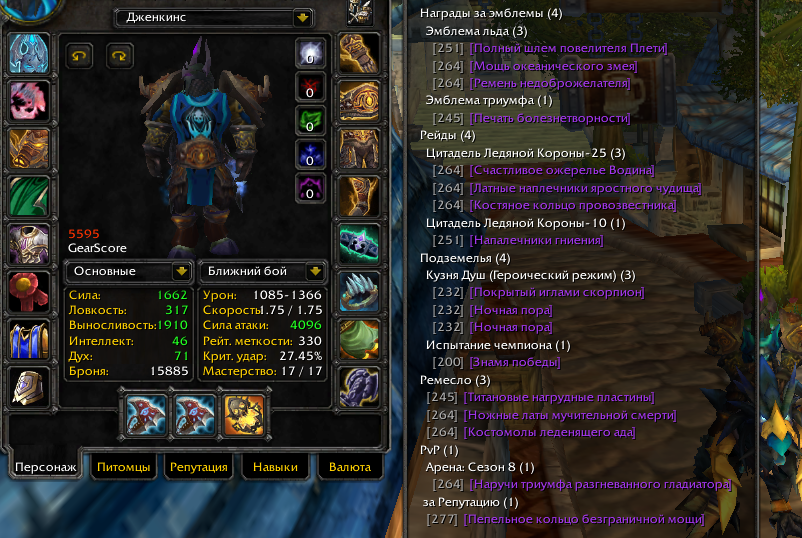 Дженкинс
1
0
0
0
0
0
5595
GearScore
Основные
Ближний бой
Сила: 1662
Ловкость: 317
Выносливость:1910
Интеллект: 46
Дух: 71
Броня: 15885
Урон: 1085-1366
Скорость1.75 / 1.75
Сила атаки: 4096
Рейт. меткости: 330
Крит. удар: 27.45%
Мастерство: 17 / 17
Персонаж
Питомцы
Репутация
Навыки
Валюта
Награды за эмблемы (4)
Эмблема льда (3)
[251] [Полный шлем повелителя Плети]
[264] [Мощь океанического змея]
[264] [Ремень недоброжелателя]
Эмблема триумфа (1)
[245] [Печать болезнетворности]
Рейды (4)
Цитадель Ледяной Короны-25 (3)
[264] [Счастливое ожерелье Водина]
[264] [Латные наплечники яростного чудища]
[264] [Костяное кольцо провозвестника]
Цитадель Ледяной Короны-10 (1)
[251] [Напалечники гниения]
Подземелья (4)
Кузня Душ (Героический режим) (3)
[232] [Покрытый иглами скорпион]
[232] [Ночная пора]
[232] [Ночная пора]
Испытание чемпиона (1)
[200] [Знамя победы]
Ремесло (3)
[245] [Титановые нагрудные пластины]
[264] [Ножные латы мучительной смерти]
[264] [Костомолы леденящего ада]
PvP (1)
Арена: Сезон 8 (1)
[264] [Наручи триумфа разгневанного гладиатора]
за Репутацию (1)
[277] [Пепельное кольцо безграничной мощи]